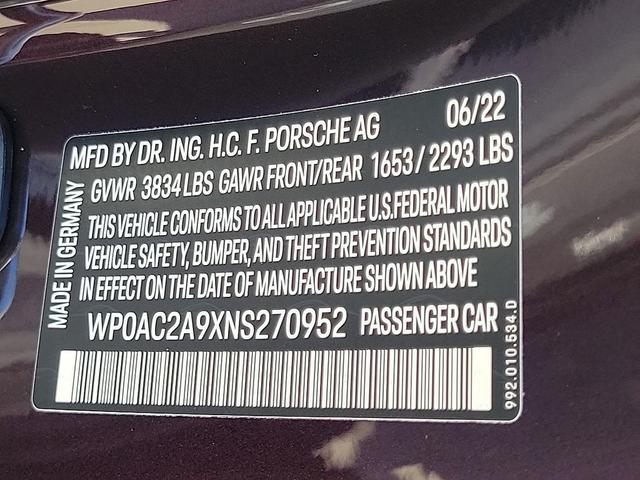 MFD BY DR. ING. H.C. F. PORSCHE AG 06/22
GVWR 3834 LBS GAWR FRONT/REAR 1653/2293 LBS
THIS VEHICLE CONFORMS TO ALL APPLICABLE U.S. FEDERAL MOTOR
VEHICLE SAFETY, BUMPER, AND THEFT PREVENTION STANDARDS
IN EFFECT ON THE DATE OF MANUFACTURE SHOWN ABOVE
WP0AC2A9XNS270952 PASSENGER CAR
MADE IN GERMANY
992.010.534.D